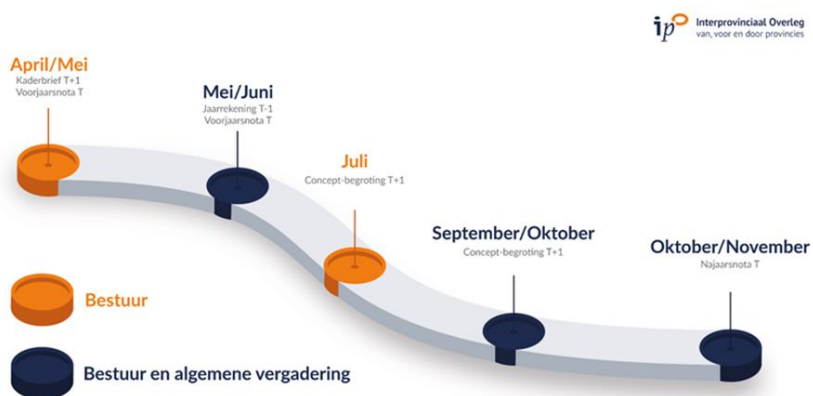 ipo Interprovinciaal Overleg
van, voor en door provincies
April/Mei
Kaderbrief T+1
Voorjaarsnota T
Mei/Juni
Jaarrekening T-1
Voorjaarsnota T
Juli
Concept-begroting T+1
September/Oktober
Concept-begroting T+1
Oktober/November
Najaarsnota T
Bestuur
Bestuur en algemene vergadering